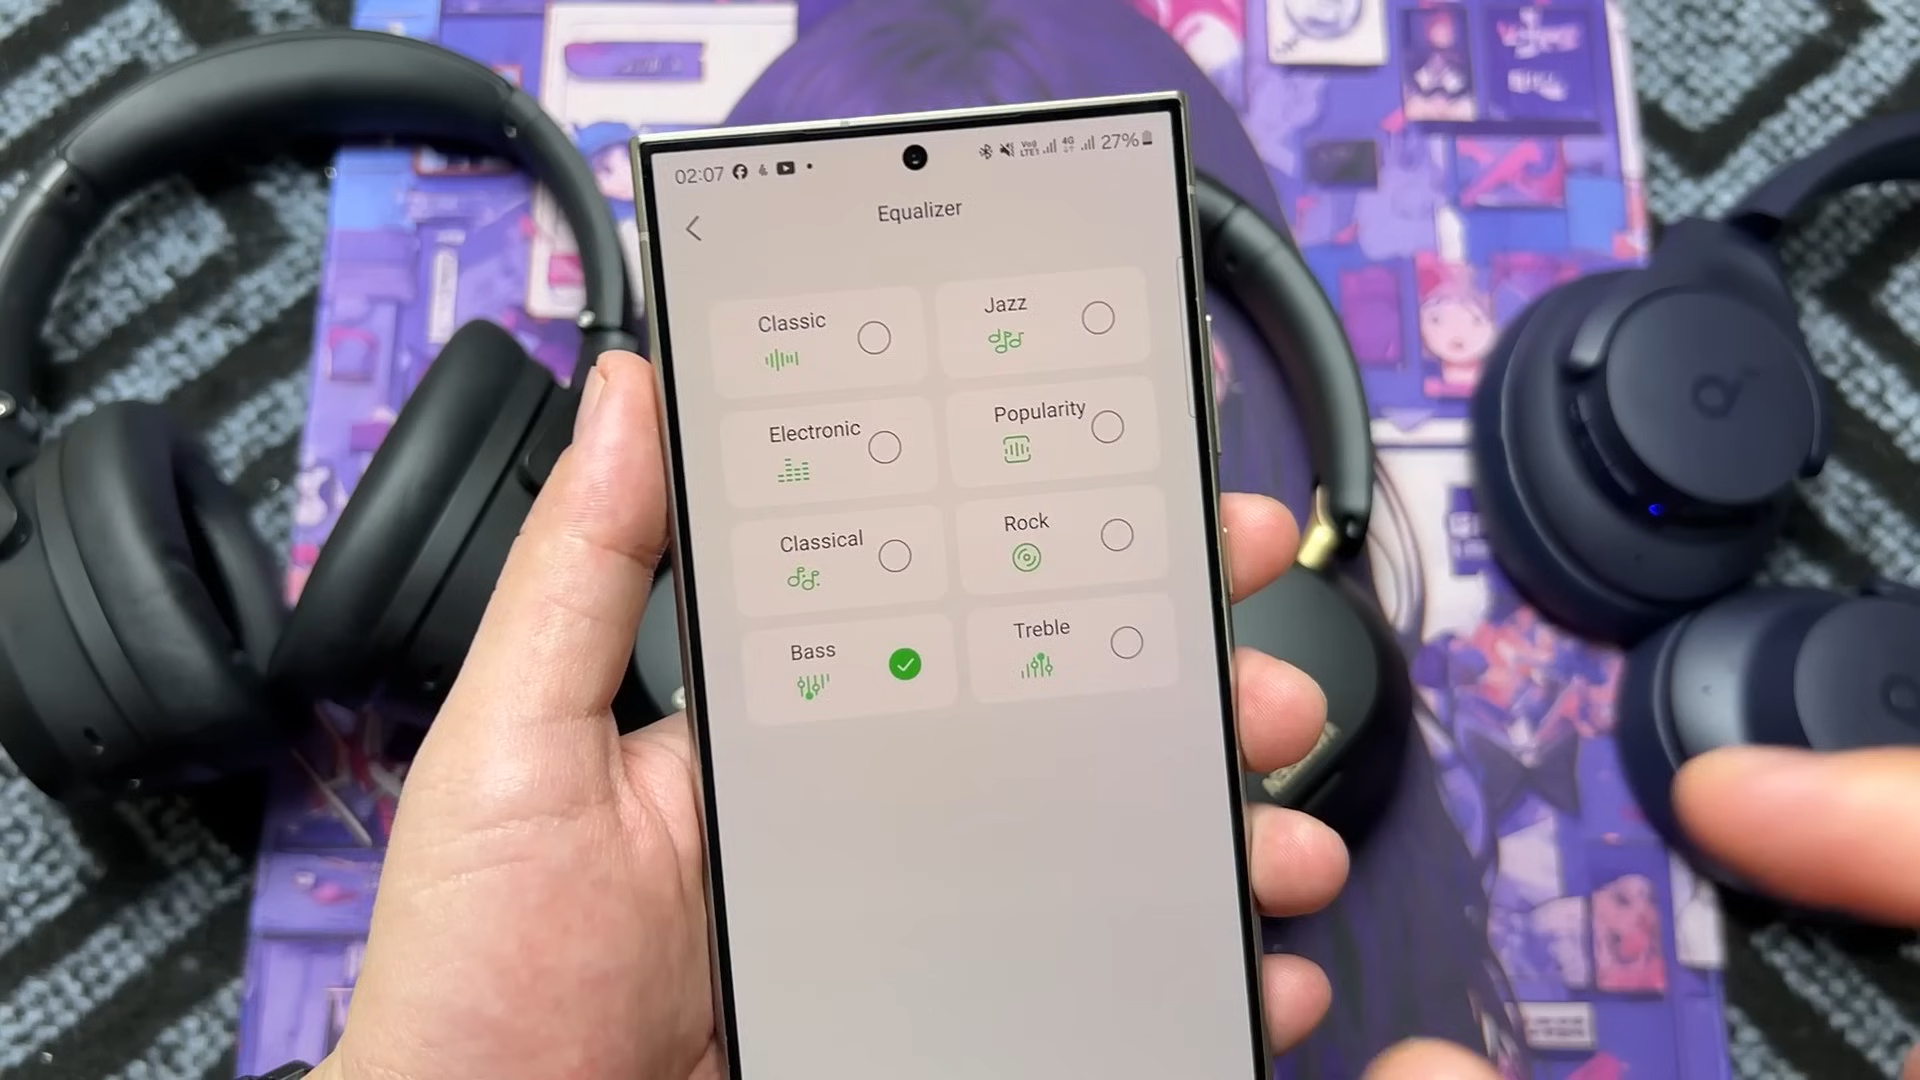 02:07
27%
Equalizer
Classic
Jazz
Electronic
Popularity
Classical
Rock
Bass
Treble